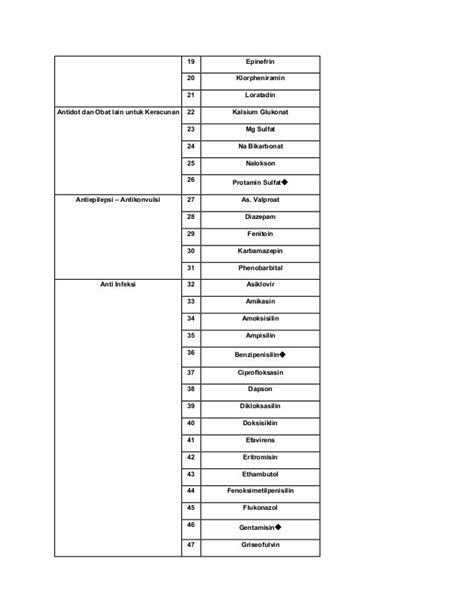 19 Epinefrin
20 Klorpheniramin
21 Loratadin
Antidot dan Obat lain untuk Keracunan 22 Kalsium Glukonat
23 Mg Sulfat
24 Na Bikarbonat
25 Nalokson
26 Protamin Sulfat◆
Antiepilepsi – Antikonvulsi 27 As. Valproat
28 Diazepam
29 Fenitoin
30 Karbamazepin
31 Phenobarbital
Anti Infeksi 32 Asiklovir
33 Amikasin
34 Amoksisilin
35 Ampisilin
36 Benzipenisilin◆
37 Ciprofloksasin
38 Dapson
39 Dikloksasilin
40 Doksisiklin
41 Efavirens
42 Eritromisin
43 Ethambutol
44 Fenoksimetilpenisilin
45 Flukonazol
46 Gentamisin◆
47 Griseofulvin